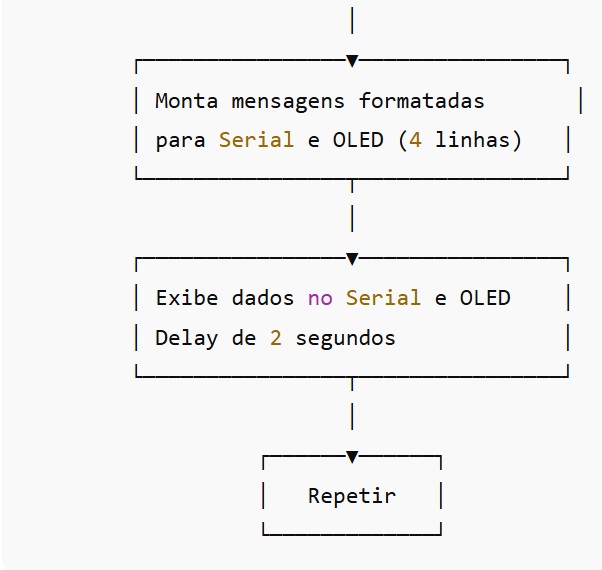 Monta mensagens formatadas
para Serial e OLED (4 linhas)
Exibe dados no Serial e OLED
Delay de 2 segundos
Repetir